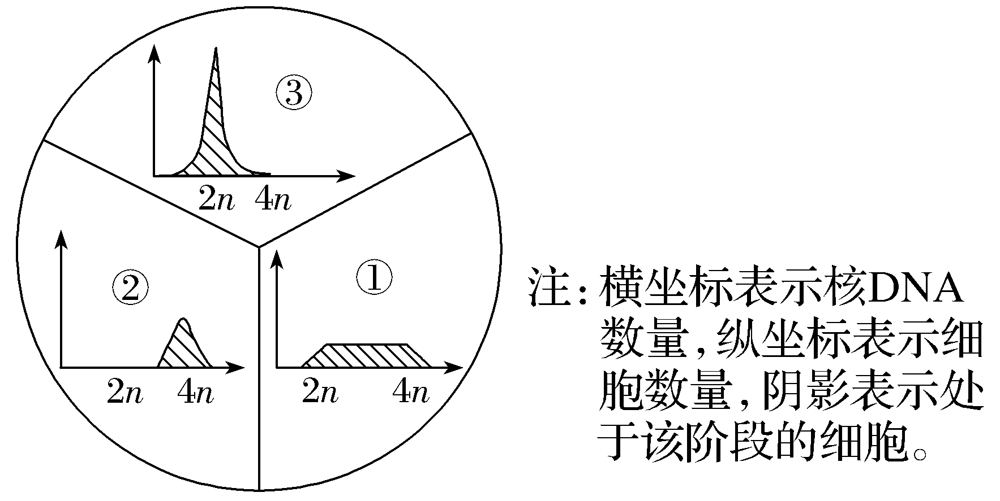 ③
2n 4n
②
2n 4n
①
2n 4n
注:横坐标表示核DNA
数量,纵坐标表示细
胞数量,阴影表示处
于该阶段的细胞。